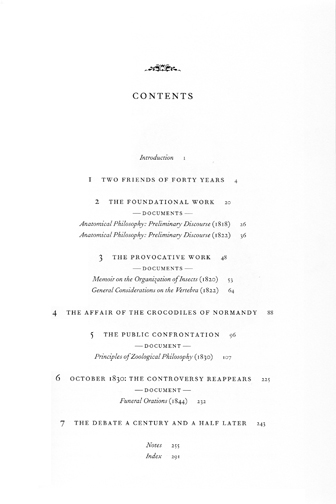 CONTENTS
Introduction 1
1 TWO FRIENDS OF FORTY YEARS 4
2 THE FOUNDATIONAL WORK 20
— DOCUMENTS —
Anatomical Philosophy: Preliminary Discourse (1818) 26
Anatomical Philosophy: Preliminary Discourse (1822) 36
3 THE PROVOCATIVE WORK 48
— DOCUMENTS —
Memoir on the Organization of Insects (1820) 53
General Considerations on the Vertebra (1822) 64
4 THE AFFAIR OF THE CROCODILES OF NORMANDY 88
5 THE PUBLIC CONFRONTATION 96
— DOCUMENT —
Principles of Zoological Philosophy (1830) 107
6 OCTOBER 1830: THE CONTROVERSY REAPPEARS 225
— DOCUMENT —
Funeral Orations (1844) 232
7 THE DEBATE A CENTURY AND A HALF LATER 243
Notes 255
Index 291